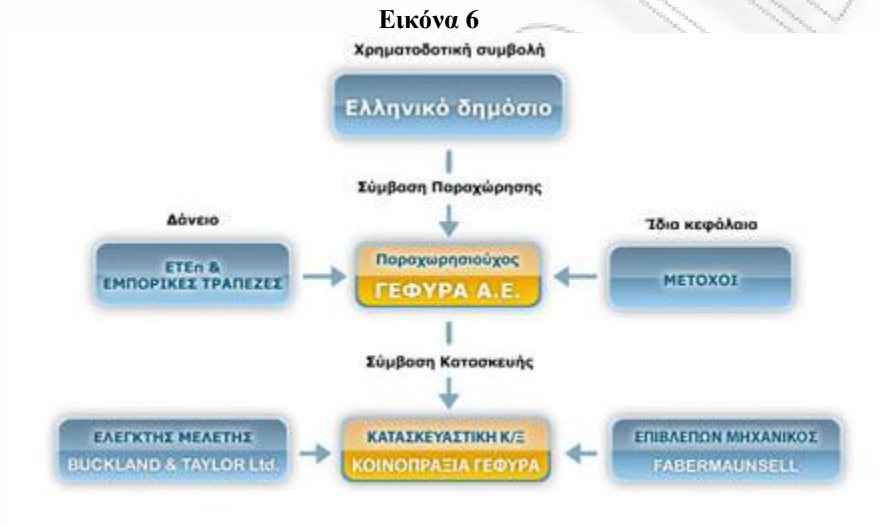 Εικόνα 6
Χρηματοδοτική συμβολή
Ελληνικό δημόσιο
Σύμβαση Παραχώρησης
Δάνειο
Ίδια κεφάλαια
ΕΤΕπ &
ΕΜΠΟΡΙΚΕΣ ΤΡΑΠΕΖΕΣ
Παραχωρησιούχος
ΓΕΦΥΡΑ Α.Ε.
ΜΕΤΟΧΟΙ
Σύμβαση Κατασκευής
ΕΛΕΓΚΤΗΣ ΜΕΛΕΤΗΣ
BUCKLAND & TAYLOR Ltd.
ΚΑΤΑΣΚΕΥΑΣΤΙΚΗ Κ/Ξ
ΚΟΙΝΟΠΡΑΞΙΑ ΓΕΦΥΡΑ
ΕΠΙΒΛΕΠΩΝ ΜΗΧΑΝΙΚΟΣ
FABERMAUNSELL